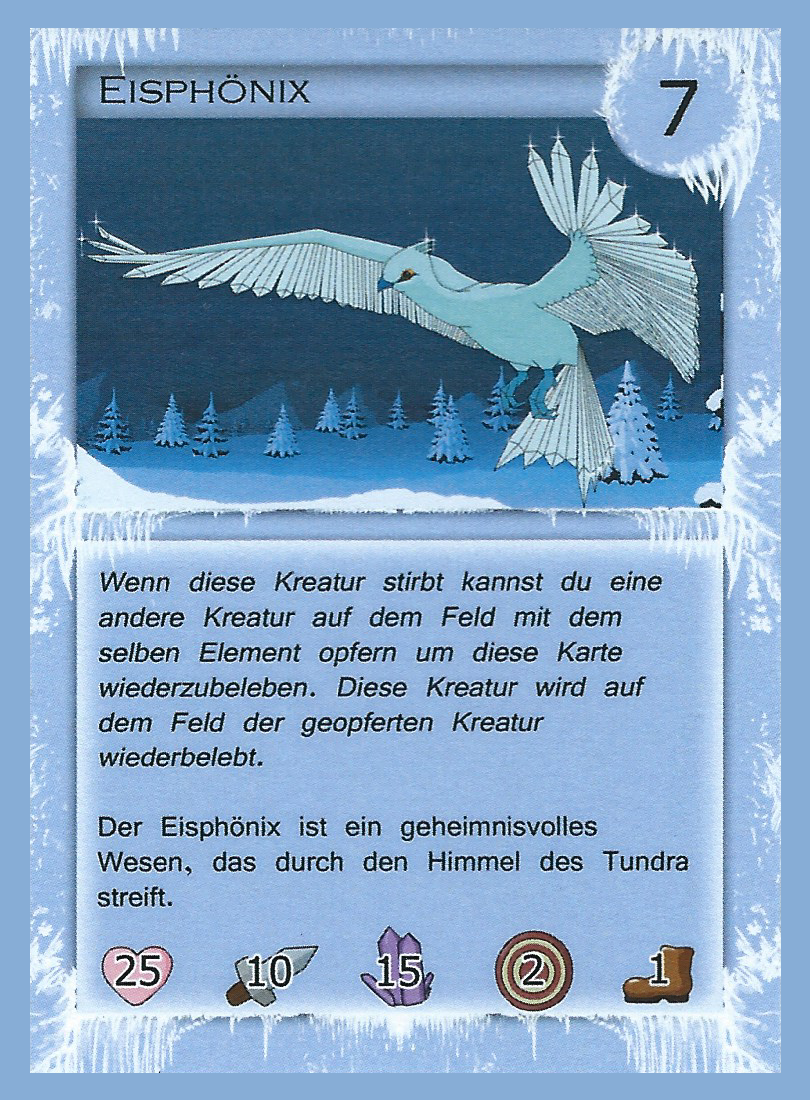 Eisphönix
7
Wenn diese Kreatur stirbt kannst du eine
andere Kreatur auf dem Feld mit dem
selben Element opfern um diese Karte
wiederzubeleben. Diese Kreatur wird auf
dem Feld der geopferten Kreatur
wiederbelebt.
Der Eisphönix ist ein geheimnisvolles
Wesen, das durch den Himmel des Tundra
streift.
25 10 15 2 1